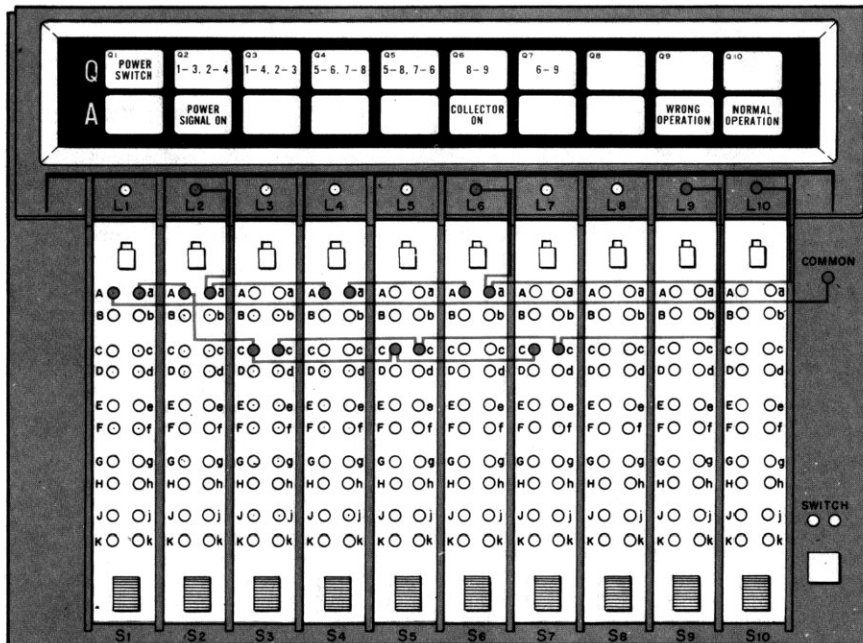 Q
Q1 POWER SWITCH
Q2 1-3, 2-4
Q3 1-4, 2-3
Q4 5-6, 7-8
Q5 5-8, 7-6
Q6 8-9
Q7 6-9
Q8
Q9
Q10
A
POWER SIGNAL ON
COLLECTOR ON
WRONG OPERATION
NORMAL OPERATION
L1 L2 L3 L4 L5 L6 L7 L8 L9 L10
COMMON
A a A a A a A a A a A a A a A a A a A a
B b B b B b B b B b B b B b B b B b B b
C c C c C c C c C c C c C c C c C c C c
D d D d D d D d D d D d D d D d D d D d
E e E e E e E e E e E e E e E e E e E e
F f F f F f F f F f F f F f F f F f F f
G g G g G g G g G g G g G g G g G g G g
H h H h H h H h H h H h H h H h H h H h
J j J j J j J j J j J j J j J j J j J j
SWITCH
K k K k K k K k K k K k K k K k K k K k
S1 S2 S3 S4 S5 S6 S7 S8 S9 S10